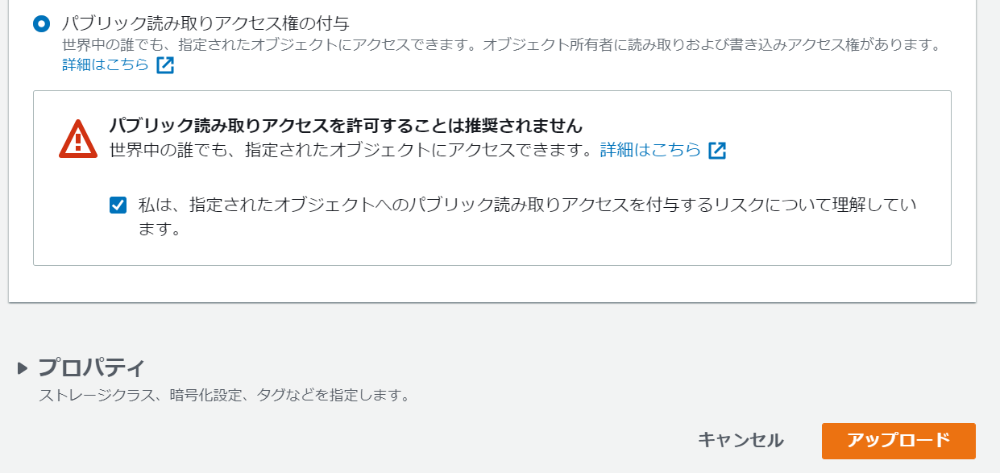 パブリック読み取りアクセス権の付与
世界中の誰でも、指定されたオブジェクトにアクセスできます。オブジェクト所有者に読み取りおよび書き込みアクセス権があります。
詳細はこちら
パブリック読み取りアクセスを許可することは推奨されません
世界中の誰でも、指定されたオブジェクトにアクセスできます。詳細はこちら
私は、指定されたオブジェクトへのパブリック読み取りアクセスを付与するリスクについて理解してい
ます。
プロパティ
ストレージクラス、暗号化設定、タグなどを指定します。
キャンセル
アップロード